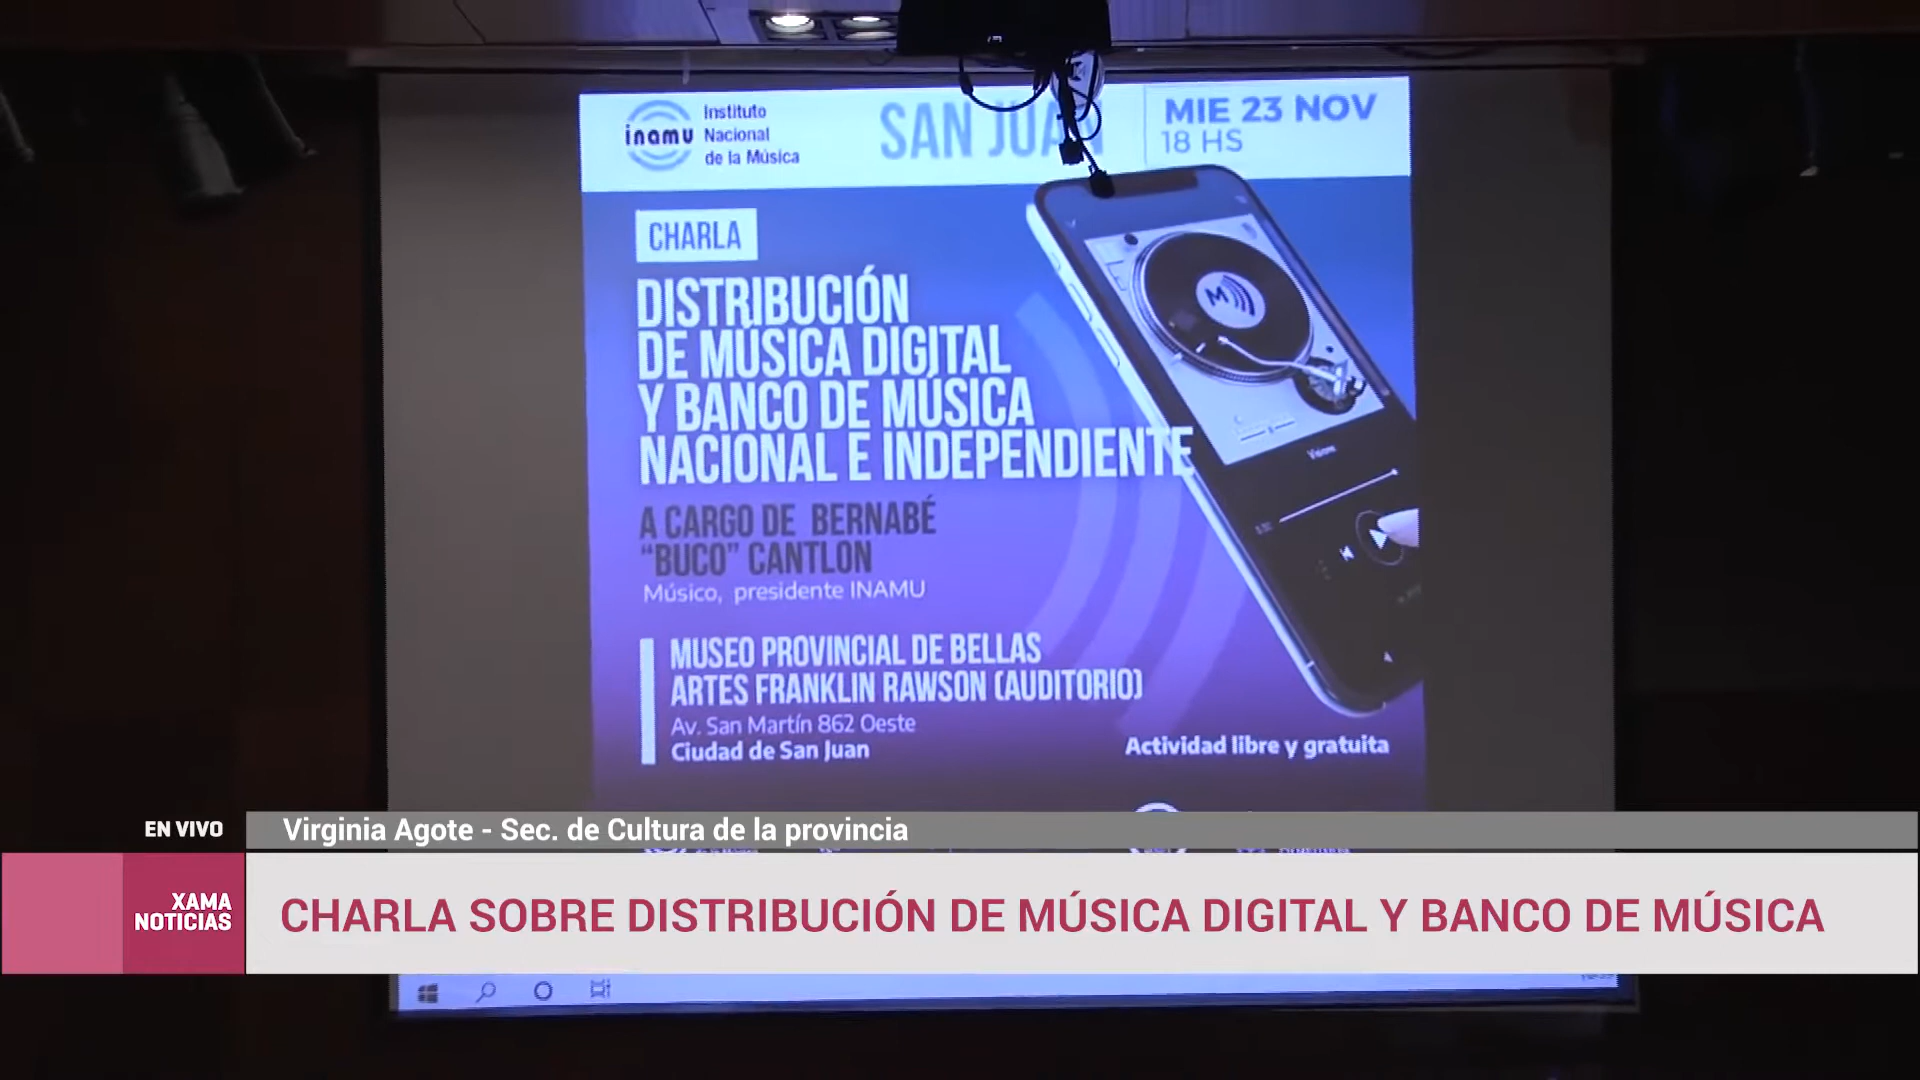 inamu
Instituto
Nacional
de la Música
SAN JUAN
MIE 23 NOV
18 HS
CHARLA
DISTRIBUCIÓN
DE MÚSICA DIGITAL
Y BANCO DE MÚSICA
NACIONAL E INDEPENDIENTE
A CARGO DE BERNABÉ
“BUCO” CANTLON
Músico, presidente INAMU
MUSEO PROVINCIAL DE BELLAS
ARTES FRANKLIN RAWSON (AUDITORIO)
Av. San Martín 862 Oeste
Ciudad de San Juan
Actividad libre y gratuita
M
EN VIVO
Virginia Agote - Sec. de Cultura de la provincia
XAMA
NOTICIAS
CHARLA SOBRE DISTRIBUCIÓN DE MÚSICA DIGITAL Y BANCO DE MÚSICA